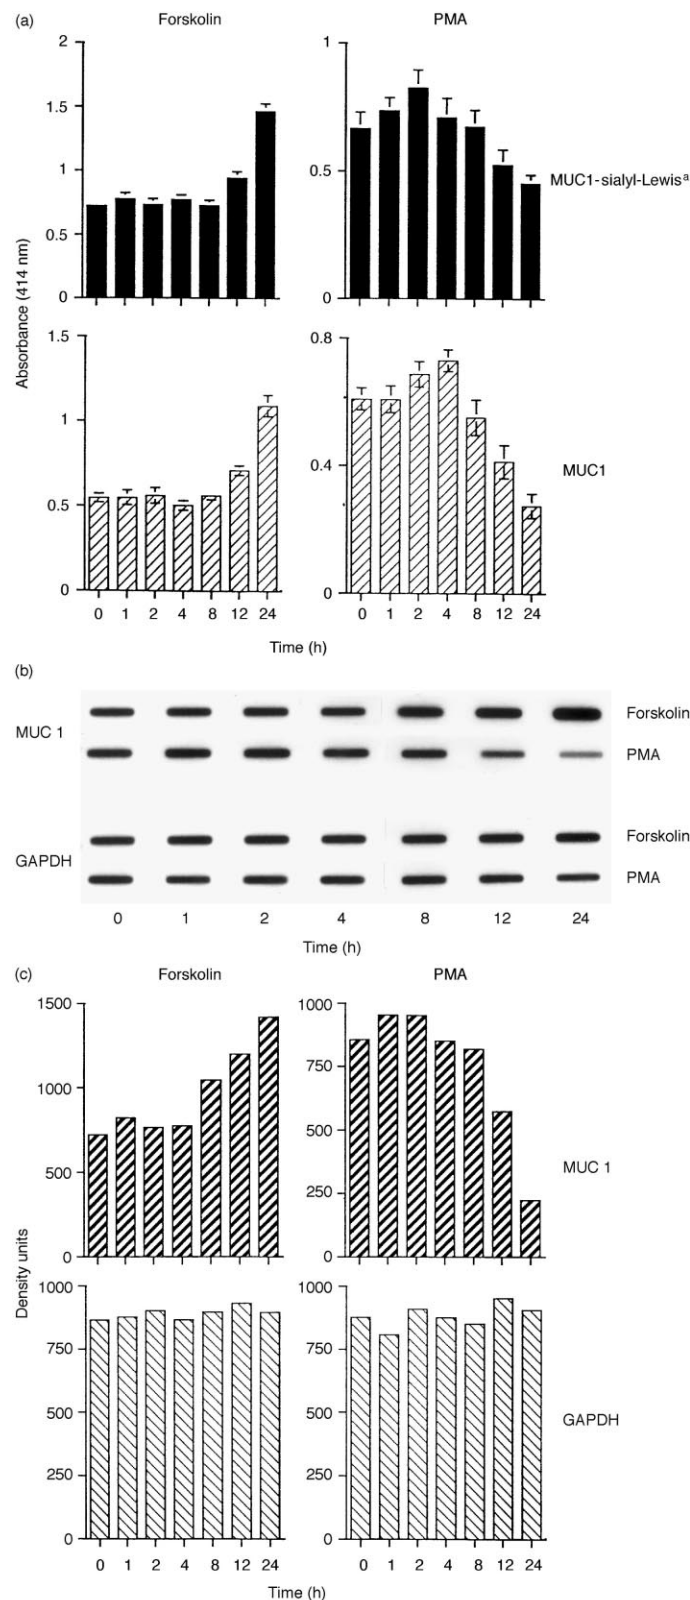 (a)
Forskolin
PMA
Absorbance (414 nm)
2
1.5
1
0.5
0
1
0.5
0
MUC1-sialyl-Lewisᵃ
1.5
1
0.5
0
0 1 2 4 8 12 24
0.8
0.4
0
0 1 2 4 8 12 24
MUC1
Time (h)
(b)
MUC 1
Forskolin
PMA
GAPDH
Forskolin
PMA
0 1 2 4 8 12 24
Time (h)
(c)
Forskolin
PMA
Density units
1500
1000
500
0
1000
750
500
250
0
MUC 1
1000
750
500
250
0
0 1 2 4 8 12 24
1000
750
500
250
0
0 1 2 4 8 12 24
GAPDH
Time (h)